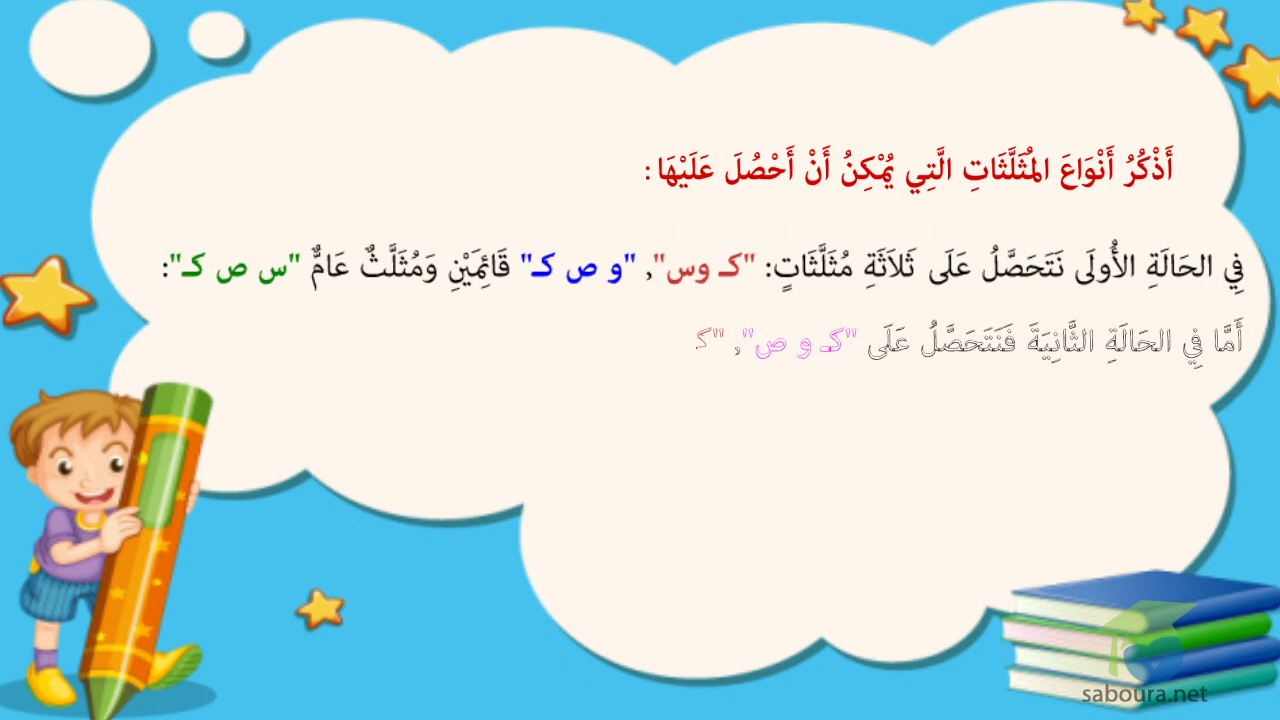 أَذْكُرُ أَنْوَاعَ المُثَلَّثَاتِ الَّتِي يُمْكِنُ أَنْ أَحْصُلَ عَلَيْهَا:
فِي الحَالَةِ الأُولَى نَتَحَصَّلُ عَلَى ثَلاَثَةِ مُثَلَّثَاتٍ: "كـ وس", "و ص كـ" قَائِمَيْنِ وَمُثَلَّثٌ عَامٌّ "س ص كـ":
أَمَّا فِي الحَالَةِ الثَّانِيَةَ فَنَتَحَصَّلُ عَلَى "كـ و ص", "كـ
saboura.net